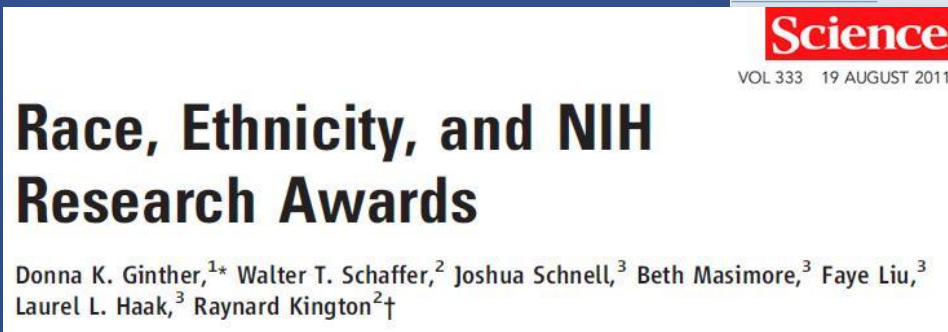 Science
VOL 333 19 AUGUST 2011
Race, Ethnicity, and NIH
Research Awards
Donna K. Ginther,1* Walter T. Schaffer,2 Joshua Schnell,3 Beth Masimore,3 Faye Liu,3
Laurel L. Haak,3 Raynard Kington2†